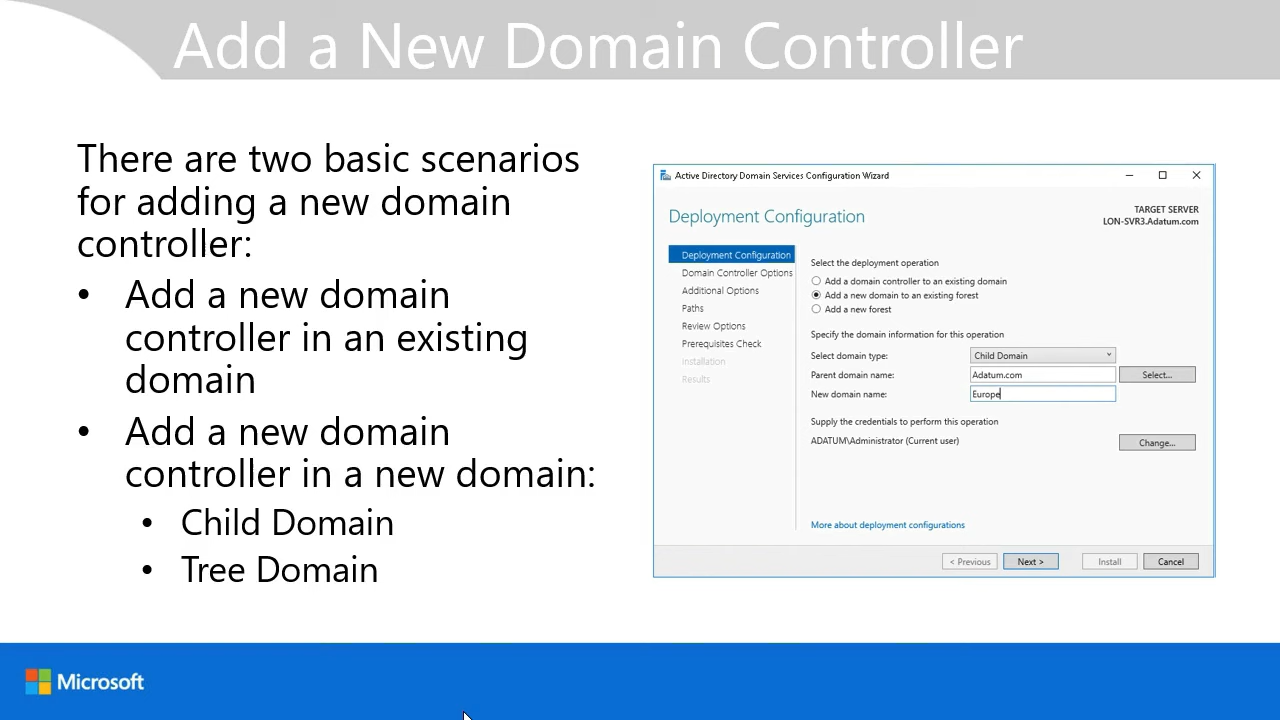 Add a New Domain Controller
There are two basic scenarios
for adding a new domain
controller:
• Add a new domain
controller in an existing
domain
• Add a new domain
controller in a new domain:
• Child Domain
• Tree Domain
Active Directory Domain Services Configuration Wizard
Deployment Configuration
TARGET SERVER
LON-SVR3.Adatum.com
Deployment Configuration
Domain Controller Options
Additional Options
Paths
Review Options
Prerequisites Check
Installation
Results
Select the deployment operation
Add a domain controller to an existing domain
Add a new domain to an existing forest
Add a new forest
Specify the domain information for this operation
Select domain type: Child Domain
Parent domain name: Adatum.com Select...
New domain name: Europe
Supply the credentials to perform this operation
ADATUM\Administrator (Current user) Change...
More about deployment configurations
< Previous Next > Install Cancel
Microsoft